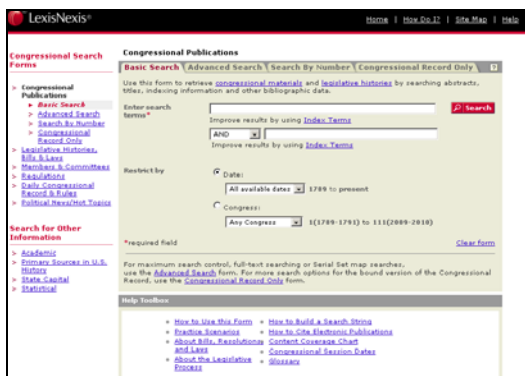 LexisNexis®
Home | How Do I? | Site Map | Help
Congressional Search
Forms
> Congressional
Publications
Basic Search
> Advanced Search
> Search By Number
> Congressional
Record Only
> Legislative Histories,
Bills & Laws
> Members & Committees
> Regulations
> Daily Congressional
Record & Rules
> Political News/Hot Topics
Search for Other
Information
> Academic
> Primary Sources in U.S.
History
> State Capital
> Statistical
Congressional Publications
Basic Search \ Advanced Search \ Search By Number \ Congressional Record Only \ ?
Use this form to retrieve congressional materials and legislative histories by searching abstracts,
titles, indexing information and other bibliographic data.
Enter search
terms*
Search
Improve results by using Index Terms
AND
Improve results by using Index Terms
Restrict by
Date:
All available dates 1789 to present
Congress:
Any Congress 1(1789-1791) to 111(2009-2010)
*required field
Clear form
For maximum search control, full-text searching or Serial Set map searches,
use the Advanced Search form. For more search options for the bound version of the Congressional
Record, use the Congressional Record Only form.
Help Toolbox
How to Use this Form
Practice Scenarios
About Bills, Resolutions
and Laws
About the Legislative
Process
How to Build a Search String
How to Cite Electronic Publications
Content Coverage Chart
Congressional Session Dates
Glossary